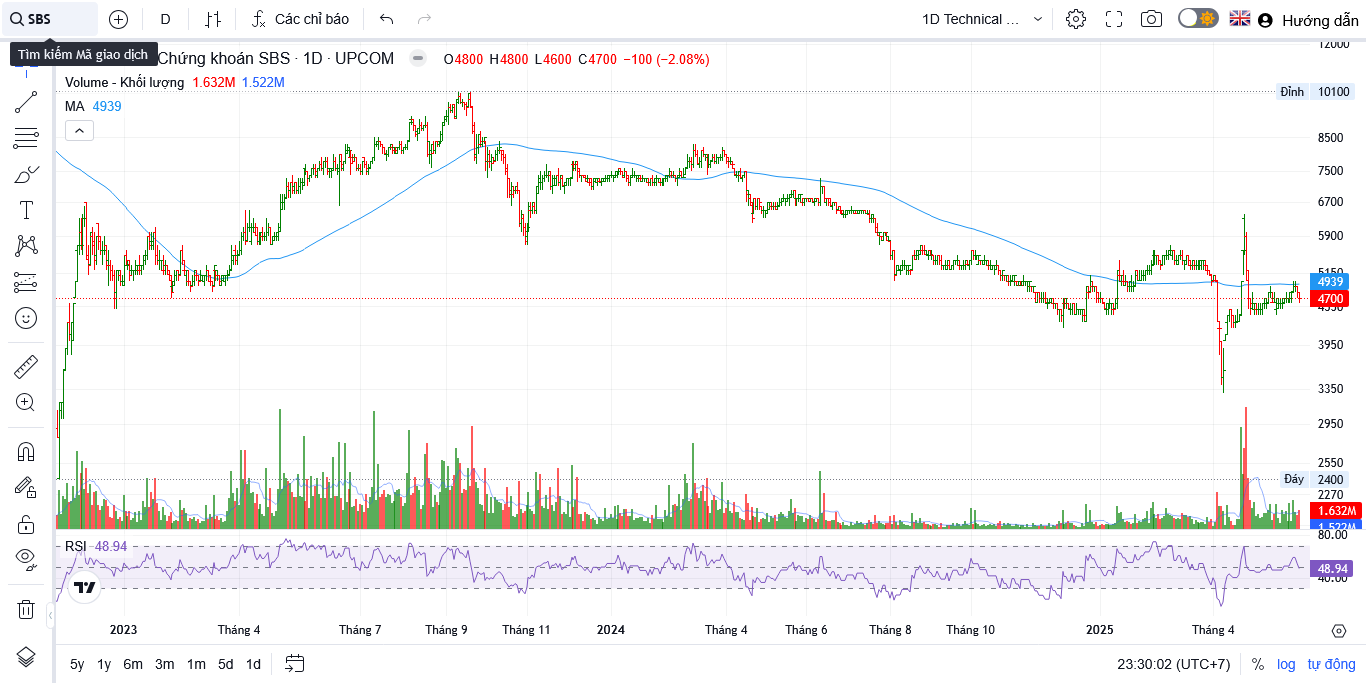 SBS D Các chỉ báo 1D Technical ... Hướng dẫn
Tìm kiếm Mã giao dịch
Chứng khoán SBS · 1D · UPCOM O4800 H4800 L4600 C4700 −100 (−2.08%)
Volume - Khối lượng 1.632M 1.522M
MA 4939
12000
Đỉnh 10100
8500
7500
6700
5900
5150
4939
4700
4550
3950
3350
2950
2550
Đáy 2400
2270
1.632M
1.522M
80.00
RSI 48.94
48.94
40.00
2023 Tháng 4 Tháng 7 Tháng 9 Tháng 11 2024 Tháng 4 Tháng 6 Tháng 8 Tháng 10 2025 Tháng 4
5y 1y 6m 3m 1m 5d 1d 23:30:02 (UTC+7) % log tự động